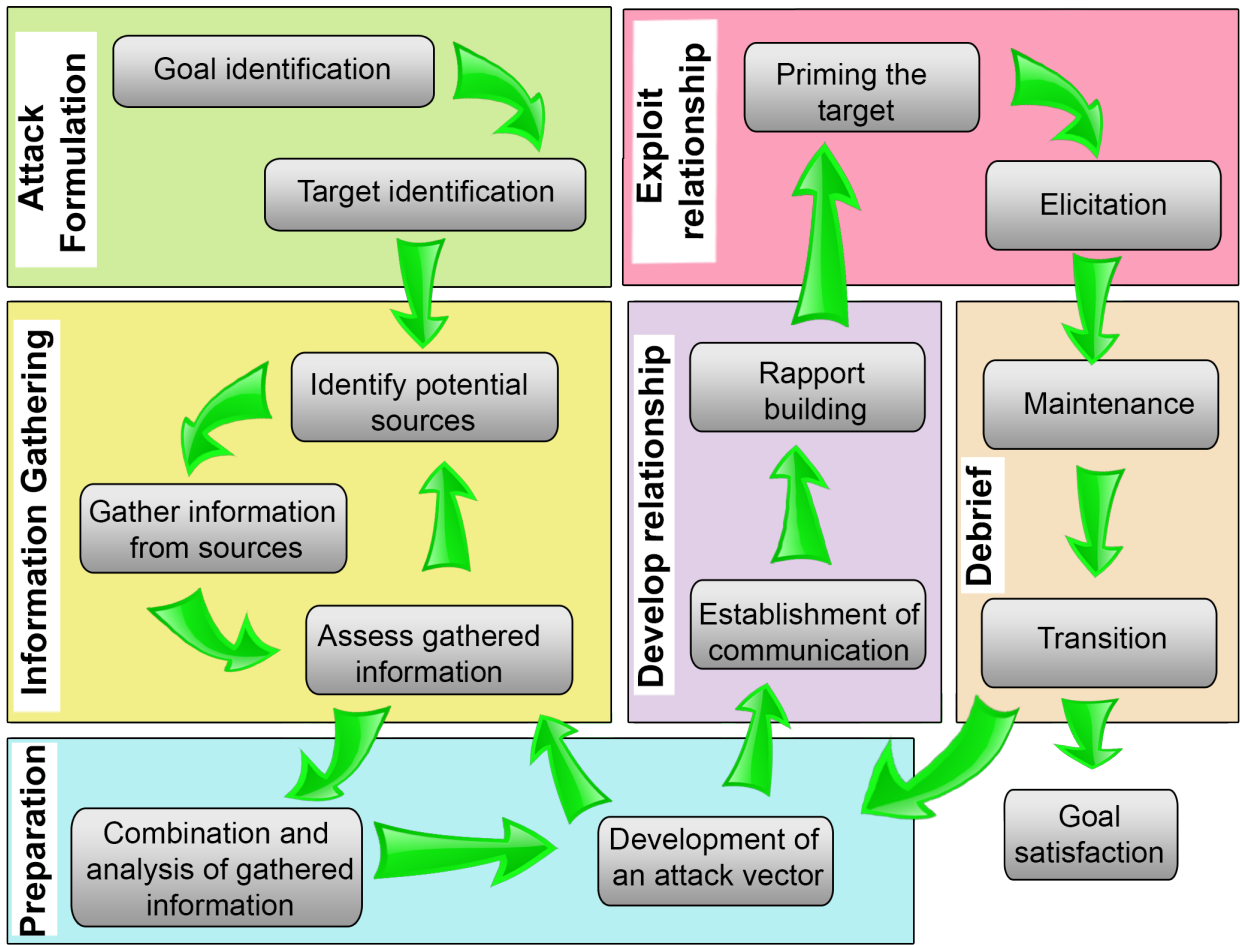 Attack
Formulation
Goal identification
Target identification
Information Gathering
Identify potential
sources
Gather information
from sources
Assess gathered
information
Preparation
Combination and
analysis of gathered
information
Development of
an attack vector
Develop relationship
Establishment of
communication
Rapport
building
Exploit
relationship
Priming the
target
Elicitation
Debrief
Maintenance
Transition
Goal
satisfaction